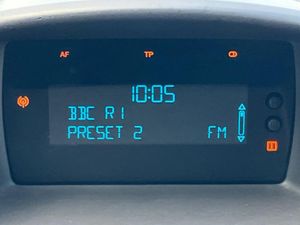 AF TP
10:05
BBC R1
PRESET 2 FM